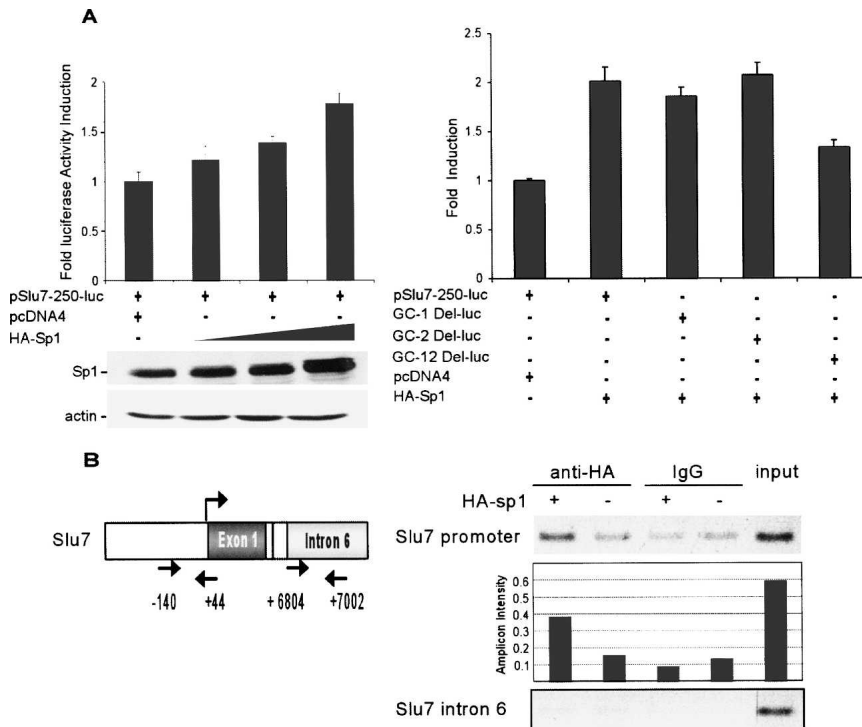 A
Fold luciferase Activity Induction
2
1.5
1
0.5
0
pSlu7-250-luc + + + +
pcDNA4 + - - -
HA-Sp1 -
Sp1
actin
Fold Induction
2.5
2
1.5
1
0.5
0
pSlu7-250-luc + + - - -
GC-1 Del-luc - - + - -
GC-2 Del-luc - - - + -
GC-12 Del-luc - - - - +
pcDNA4 + - - - -
HA-Sp1 - + + + +
B
Slu7
Exon 1
Intron 6
-140 +44 + 6804 +7002
anti-HA IgG input
HA-sp1 + - + -
Slu7 promoter
Amplicon Intensity
0.6
0.5
0.4
0.3
0.2
0.1
Slu7 intron 6